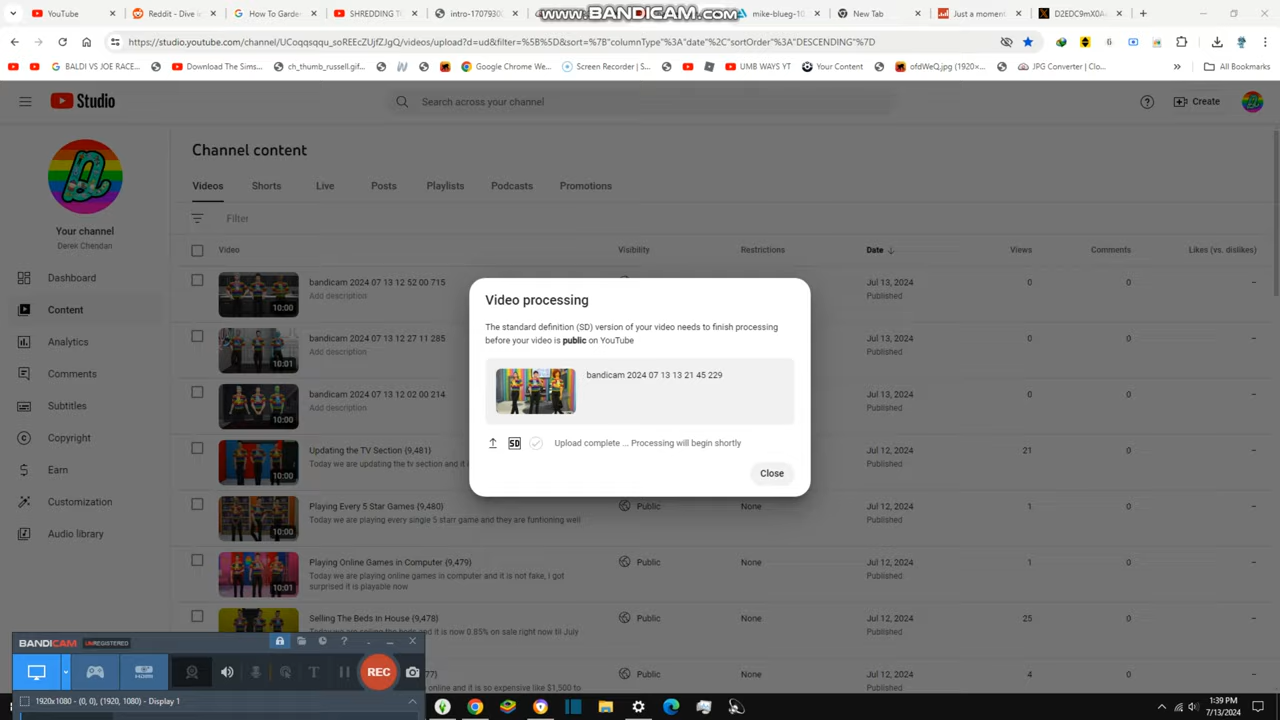 www.BANDICAM.com
YouTube
Reddit - Dive i
How To Garde
SHREDDING T
intro-1707930
mike-blueg-10
New Tab
Just a momen
D2EDC9mX0A
https://studio.youtube.com/channel/UCoqqsqqu_soREEcZUjfZJgQ/videos/upload?d=ud&filter=%5B%5D&sort=%7B"columnType"%3A"date"%2C"sortOrder"%3A"DESCENDING"%7D
BALDI VS JOE RACE...
Download The Sims...
ch_thumb_russell.gif...
Google Chrome We...
Screen Recorder | S...
UMB WAYS YT
Your Content
ofdWeQ.jpg (1920×...
JPG Converter | Clo...
All Bookmarks
Studio
Search across your channel
Create
Channel content
Videos Shorts Live Posts Playlists Podcasts Promotions
Filter
Your channel
Derek Chendan
Dashboard
Content
Analytics
Comments
Subtitles
Copyright
Earn
Customization
Audio library
Video Visibility Restrictions Date Views Comments Likes (vs. dislikes)
bandicam 2024 07 13 12 52 00 715 Jul 13, 2024 0 0 –
Add description Published
10:00
bandicam 2024 07 13 12 27 11 285 Jul 13, 2024 0 0 –
Add description Published
10:01
bandicam 2024 07 13 12 02 00 214 Jul 13, 2024 0 0 –
Add description Published
10:00
Updating the TV Section (9,481) Jul 12, 2024 21 0 –
Today we are updating the tv section and it i Published
10:00
Playing Every 5 Star Games (9,480) Public None Jul 12, 2024 1 0 –
Today we are playing every single 5 starr game and they are funtioning well Published
10:00
Playing Online Games in Computer (9,479) Public None Jul 12, 2024 1 0 –
Today we are playing online games in computer and it is not fake, I got Published
surprised it is playable now
10:01
Selling The Beds In House (9,478) Public None Jul 12, 2024 25 0 –
Today we are selling the beds and it is now 0.85% on sale right now til July Published
77) Public None Jul 12, 2024 4 0 –
online and it is so expensive like $1,500 to Published
Video processing
The standard definition (SD) version of your video needs to finish processing
before your video is public on YouTube
bandicam 2024 07 13 13 21 45 229
SD Upload complete ... Processing will begin shortly
Close
BANDICAM UNREGISTERED
HDMI
REC
1920x1080 - (0, 0), (1920, 1080) - Display 1
1:39 PM
7/13/2024